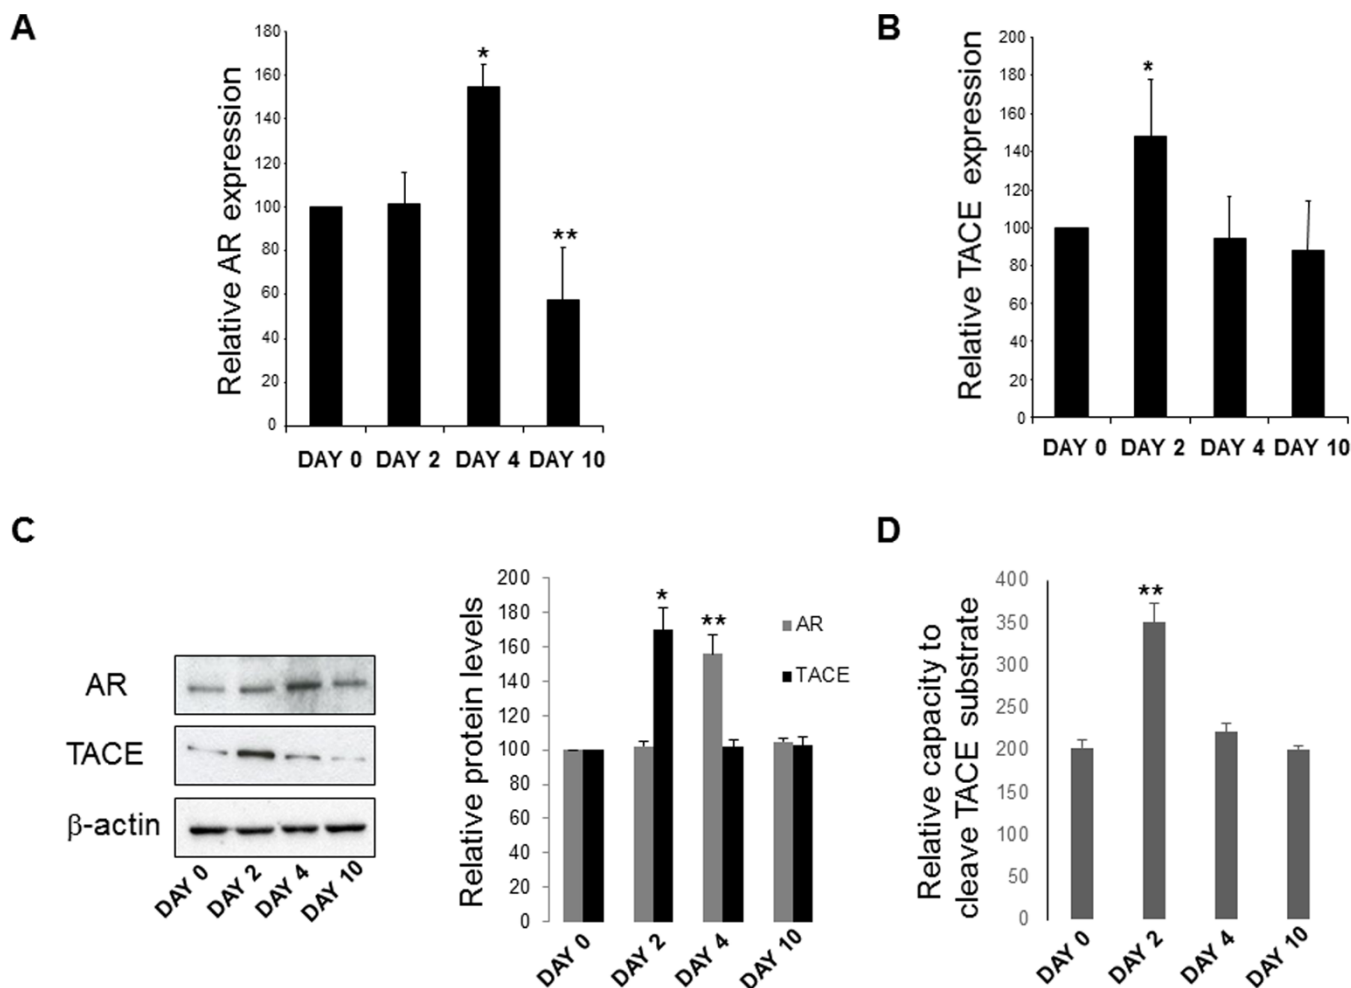 A
Relative AR expression
180
160
140
120
100
80
60
40
20
0
*
**
DAY 0 DAY 2 DAY 4 DAY 10
B
Relative TACE expression
200
180
160
140
120
100
80
60
40
20
0
*
DAY 0 DAY 2 DAY 4 DAY 10
C
AR
TACE
β-actin
DAY 0 DAY 2 DAY 4 DAY 10
Relative protein levels
200
180
160
140
120
100
80
60
40
20
0
*
**
AR
TACE
DAY 0 DAY 2 DAY 4 DAY 10
D
Relative capacity to
cleave TACE substrate
400
350
300
250
200
150
100
50
0
**
DAY 0 DAY 2 DAY 4 DAY 10